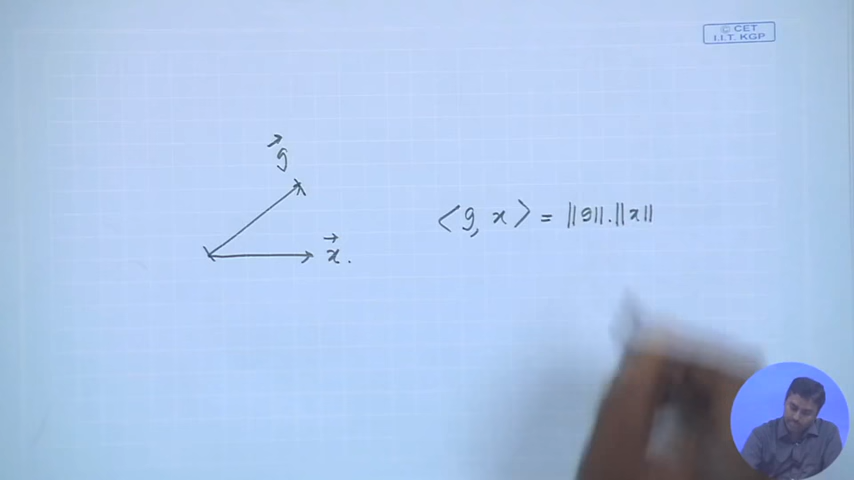 © CET
I.I.T. KGP
g⃗
⟨g, x⟩ = ||g||.||x||
x⃗.